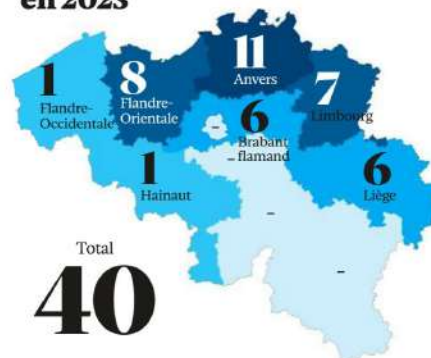 en 2023
11
Anvers
1
Flandre-
Occidentale
8
Flandre-
Orientale
7
Limbourg
6
Brabant
flamand
-
-
1
Hainaut
6
Liège
-
-
Total
40